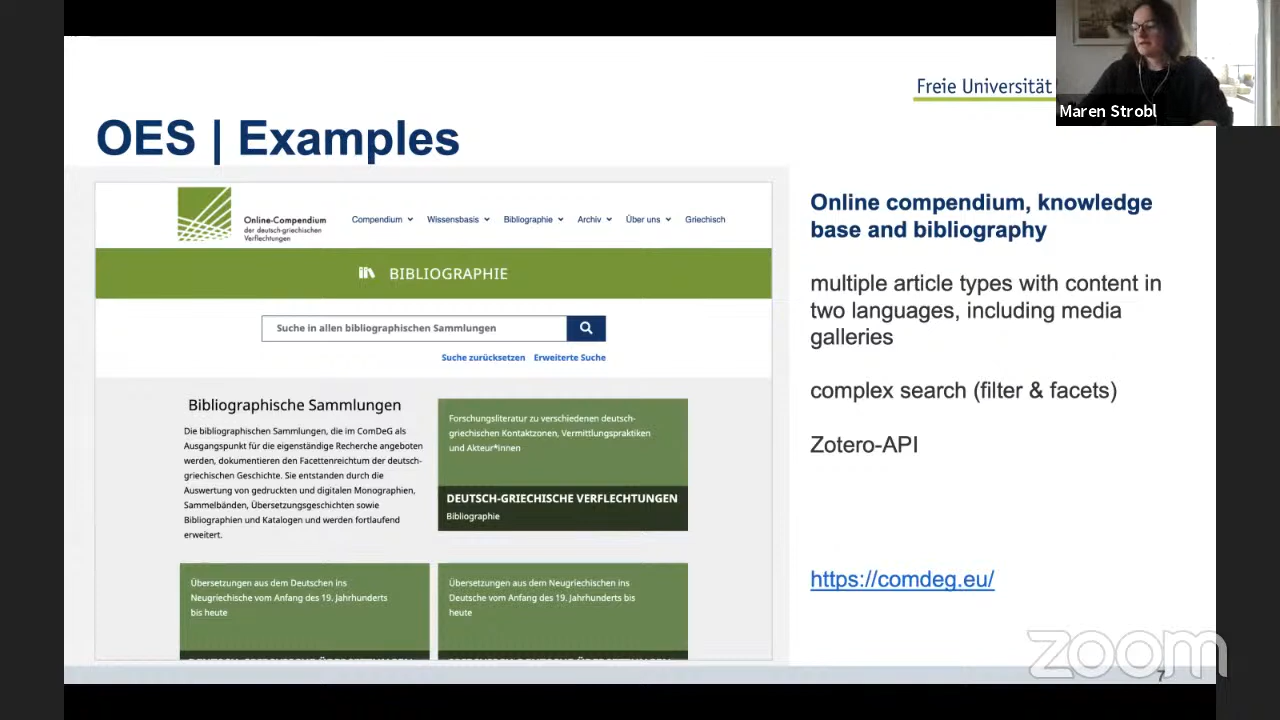 Freie Universität
Maren Strobl
OES | Examples
Online-Compendium
der deutsch-griechischen
Verflechtungen
Compendium
Wissensbasis
Bibliographie
Archiv
Über uns
Griechisch
BIBLIOGRAPHIE
Suche in allen bibliographischen Sammlungen
Suche zurücksetzen
Erweiterte Suche
Bibliographische Sammlungen
Die bibliographischen Sammlungen, die im ComDeG als
Ausgangspunkt für die eigenständige Recherche angeboten
werden, dokumentieren den Facettenreichtum der deutsch-
griechischen Geschichte. Sie entstanden durch die
Auswertung von gedruckten und digitalen Monographien,
Sammelbänden, Übersetzungsgeschichten sowie
Bibliographien und Katalogen und werden fortlaufend
erweitert.
Forschungsliteratur zu verschiedenen deutsch-
griechischen Kontaktzonen, Vermittlungspraktiken
und Akteur*innen
DEUTSCH-GRIECHISCHE VERFLECHTUNGEN
Bibliographie
Übersetzungen aus dem Deutschen ins
Neugriechische vom Anfang des 19. Jahrhunderts
bis heute
Übersetzungen aus dem Neugriechischen ins
Deutsche vom Anfang des 19. Jahrhunderts bis
heute
Online compendium, knowledge
base and bibliography
multiple article types with content in
two languages, including media
galleries
complex search (filter & facets)
Zotero-API
https://comdeg.eu/
zoom
7